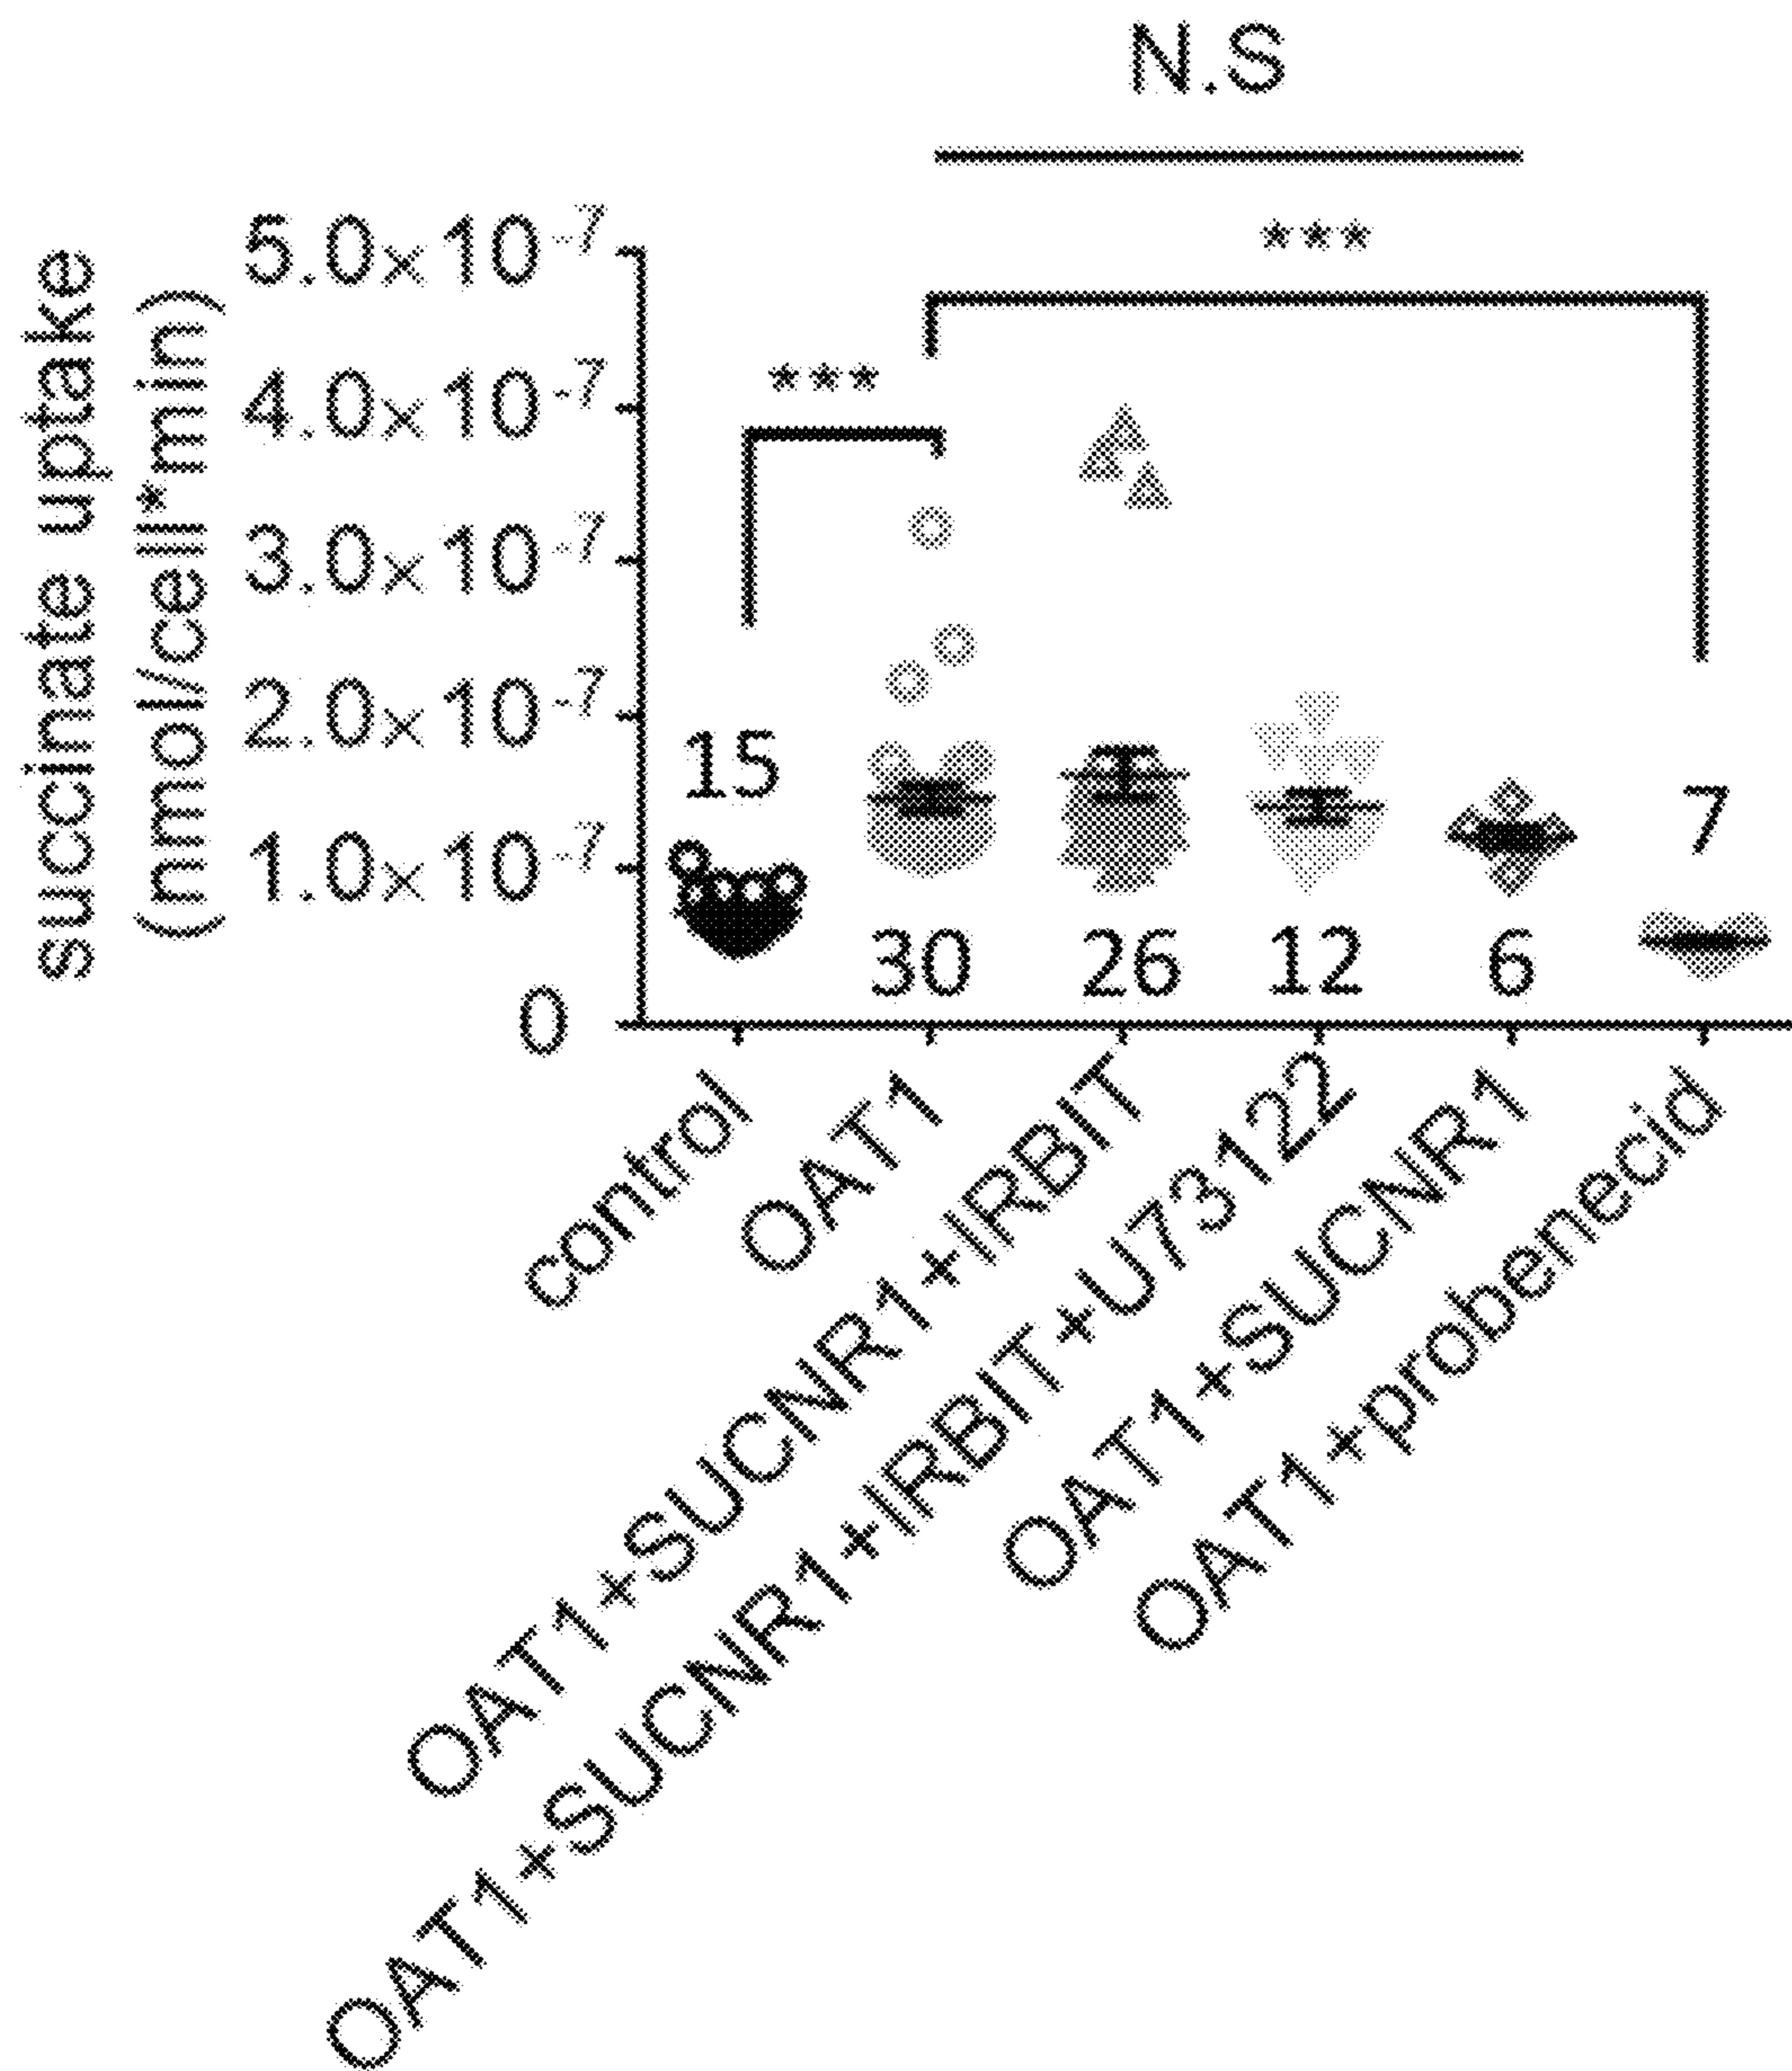 N.S
***
***
succinate uptake
(nmol/cell*min)
5.0×10-7
4.0×10-7
3.0×10-7
2.0×10-7
1.0×10-7
0
15
30
26
12
6
7
control
OAT1
OAT1+SUCNR1+IRBIT
OAT1+SUCNR1+IRBIT+U73122
OAT1+SUCNR1
OAT1+probenecid